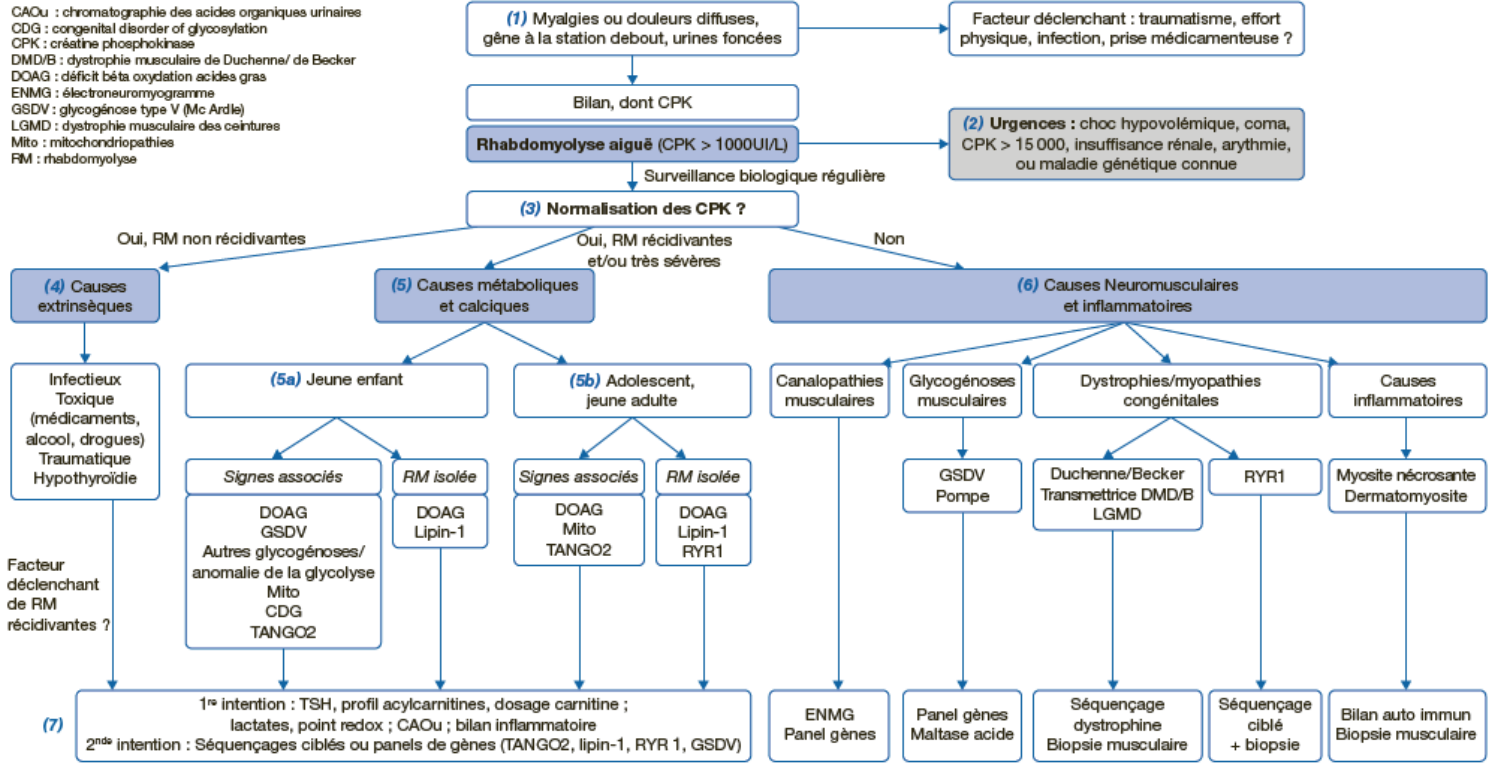 CAOu : chromatographie des acides organiques urinaires
CDG : congenital disorder of glycosylation
CPK : créatine phosphokinase
DMD/B : dystrophie musculaire de Duchenne/ de Becker
DOAG : déficit béta oxydation acides gras
ENMG : électroneuromyogramme
GSDV : glycogénose type V (Mc Ardle)
LGMD : dystrophie musculaire des ceintures
Mito : mitochondriopathies
RM : rhabdomyolyse
(1) Myalgies ou douleurs diffuses,
gêne à la station debout, urines foncées
Facteur déclenchant : traumatisme, effort
physique, infection, prise médicamenteuse ?
Bilan, dont CPK
Rhabdomyolyse aiguë (CPK > 1000UI/L)
(2) Urgences : choc hypovolémique, coma,
CPK > 15 000, insuffisance rénale, arythmie,
ou maladie génétique connue
Surveillance biologique régulière
(3) Normalisation des CPK ?
Oui, RM non récidivantes
Oui, RM récidivantes
et/ou très sévères
Non
(4) Causes
extrinsèques
(5) Causes métaboliques
et calciques
(6) Causes Neuromusculaires
et inflammatoires
Infectieux
Toxique
(médicaments,
alcool, drogues)
Traumatique
Hypothyroïdie
(5a) Jeune enfant
(5b) Adolescent,
jeune adulte
Canalopathies
musculaires
Glycogénoses
musculaires
Dystrophies/myopathies
congénitales
Causes
inflammatoires
Signes associés
RM isolée
Signes associés
RM isolée
DOAG
GSDV
Autres glycogénoses/
anomalie de la glycolyse
Mito
CDG
TANGO2
DOAG
Lipin-1
DOAG
Mito
TANGO2
DOAG
Lipin-1
RYR1
GSDV
Pompe
Duchenne/Becker
Transmettrice DMD/B
LGMD
RYR1
Myosite nécrosante
Dermatomyosite
Facteur
déclenchant
de RM
récidivantes ?
(7)
1re intention : TSH, profil acylcarnitines, dosage carnitine ;
lactates, point redox ; CAOu ; bilan inflammatoire
2nde intention : Séquençages ciblés ou panels de gènes (TANGO2, lipin-1, RYR 1, GSDV)
ENMG
Panel gènes
Panel gènes
Maltase acide
Séquençage
dystrophine
Biopsie musculaire
Séquençage
ciblé
+ biopsie
Bilan auto immun
Biopsie musculaire